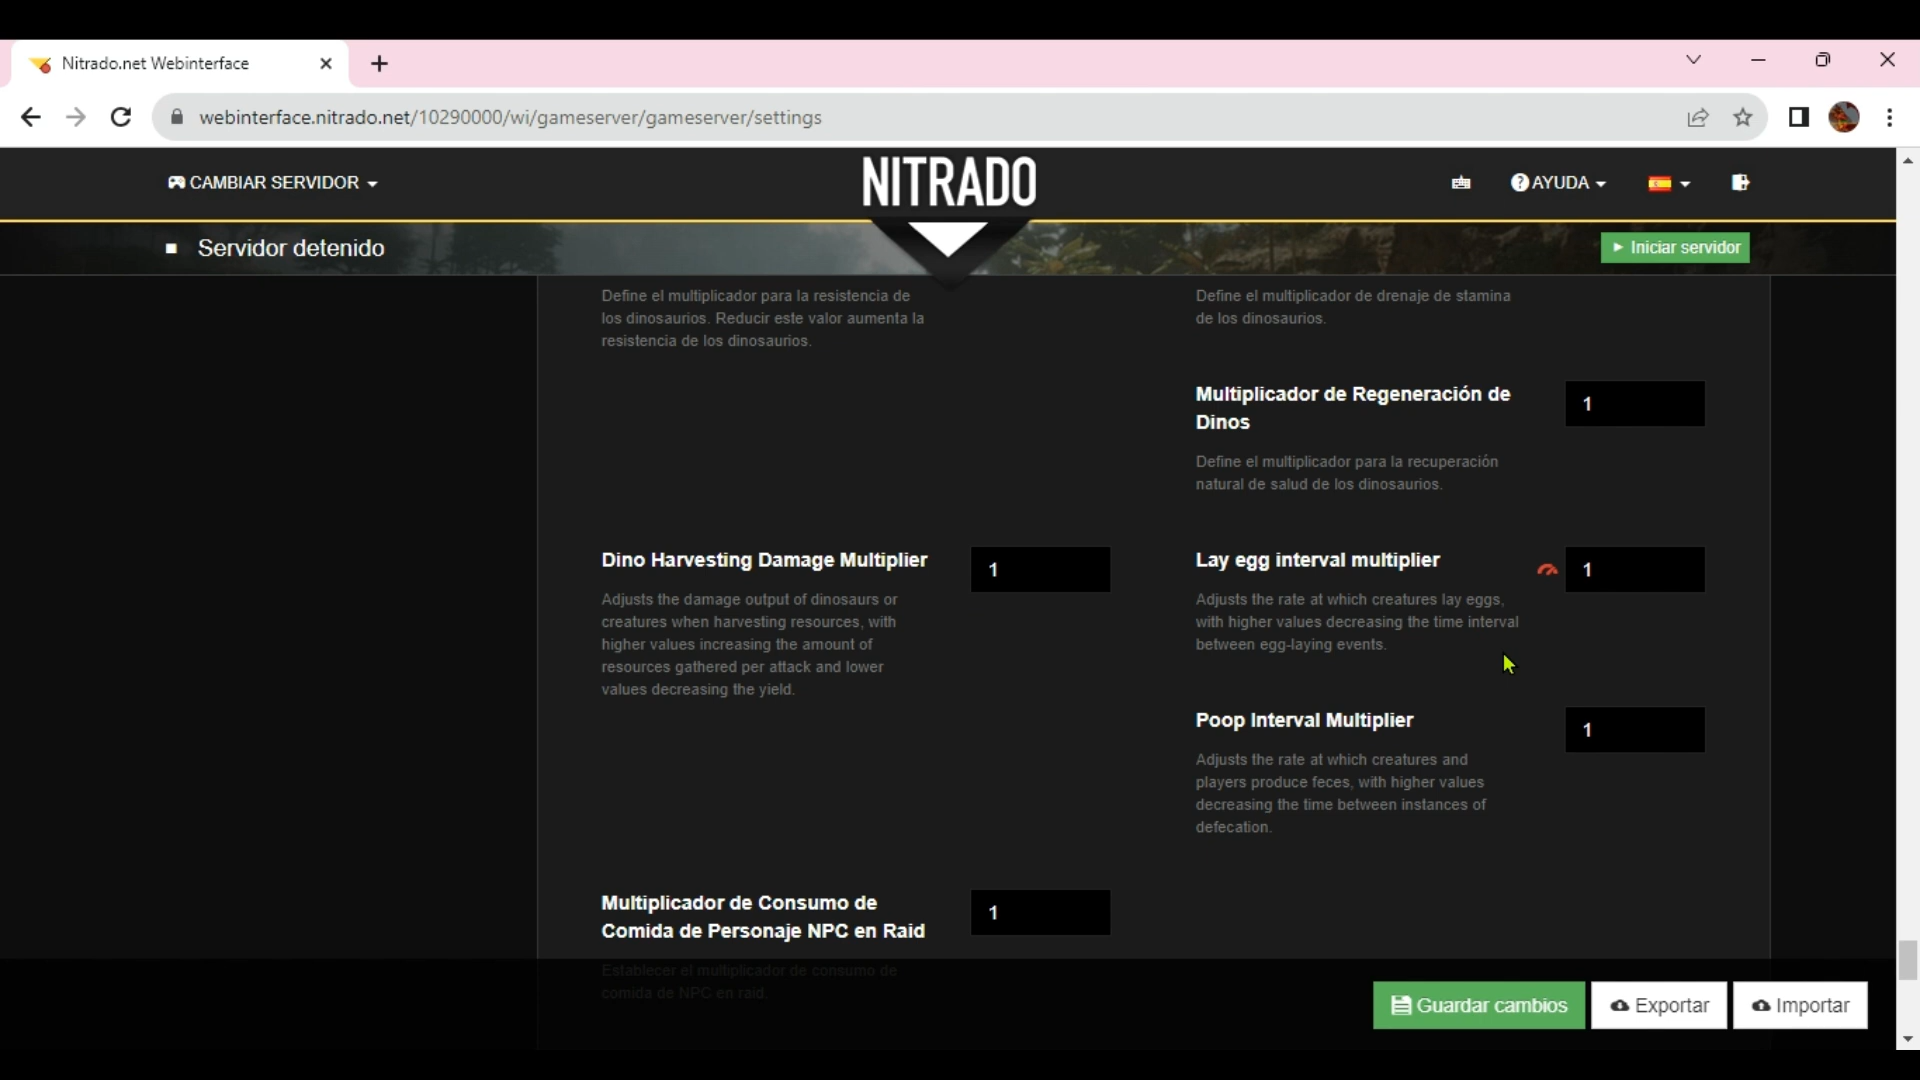 Nitrado.net Webinterface
webinterface.nitrado.net/10290000/wi/gameserver/gameserver/settings
CAMBIAR SERVIDOR
NITRADO
AYUDA
Servidor detenido
Iniciar servidor
Define el multiplicador para la resistencia de
los dinosaurios. Reducir este valor aumenta la
resistencia de los dinosaurios.
Define el multiplicador de drenaje de stamina
de los dinosaurios.
Multiplicador de Regeneración de
Dinos
1
Define el multiplicador para la recuperación
natural de salud de los dinosaurios.
Dino Harvesting Damage Multiplier
1
Adjusts the damage output of dinosaurs or
creatures when harvesting resources, with
higher values increasing the amount of
resources gathered per attack and lower
values decreasing the yield.
Lay egg interval multiplier
1
Adjusts the rate at which creatures lay eggs,
with higher values decreasing the time interval
between egg-laying events.
Poop Interval Multiplier
1
Adjusts the rate at which creatures and
players produce feces, with higher values
decreasing the time between instances of
defecation.
Multiplicador de Consumo de
Comida de Personaje NPC en Raid
1
Establecer el multiplicador de consumo de
comida de NPC en raid.
Guardar cambios
Exportar
Importar